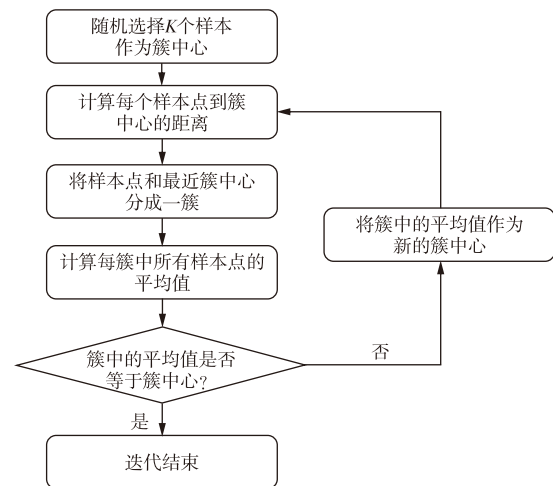 随机选择K个样本
作为簇中心
计算每个样本点到簇
中心的距离
将样本点和最近簇中心
分成一簇
将簇中的平均值作为
新的簇中心
计算每簇中所有样本点的
平均值
簇中的平均值是否
等于簇中心?
否
是
迭代结束